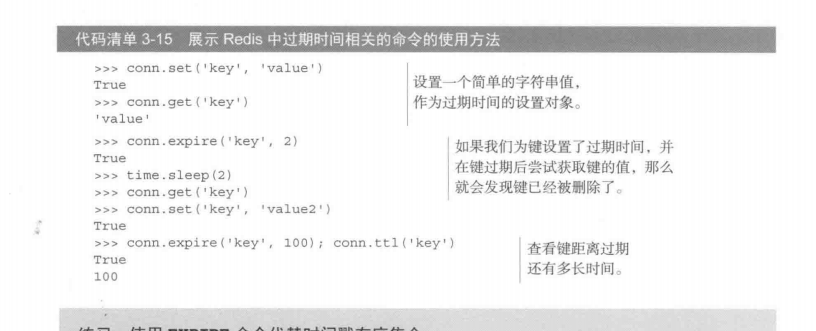 代码清单 3-15 展示 Redis 中过期时间相关的命令的使用方法
>>> conn.set('key', 'value')
True
>>> conn.get('key')
'value'
设置一个简单的字符串值，
作为过期时间的设置对象。
>>> conn.expire('key', 2)
True
>>> time.sleep(2)
>>> conn.get('key')
>>> conn.set('key', 'value2')
True
如果我们为键设置了过期时间，并
在键过期后尝试获取键的值，那么
就会发现键已经被删除了。
>>> conn.expire('key', 100); conn.ttl('key')
True
100
查看键距离过期
还有多长时间。